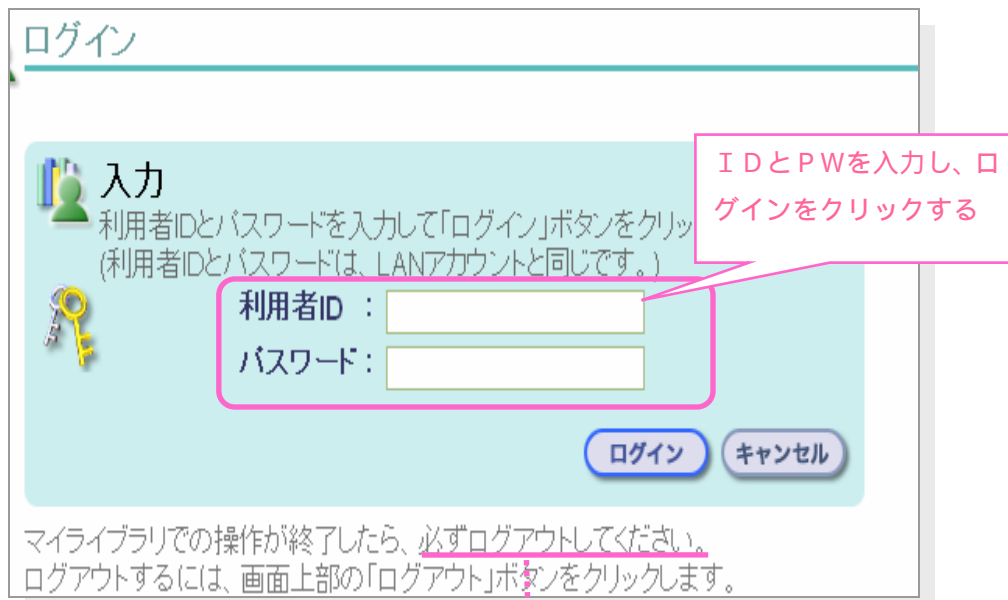 ログイン
入力
利用者IDとパスワードを入力して「ログイン」ボタンをクリッ
(利用者IDとパスワードは、LANアカウントと同じです。)
ＩＤとＰＷを入力し、ロ
グインをクリックする
利用者ID ：
パスワード：
ログイン キャンセル
マイライブラリでの操作が終了したら、必ずログアウトしてください。
ログアウトするには、画面上部の「ログアウト」ボタンをクリックします。